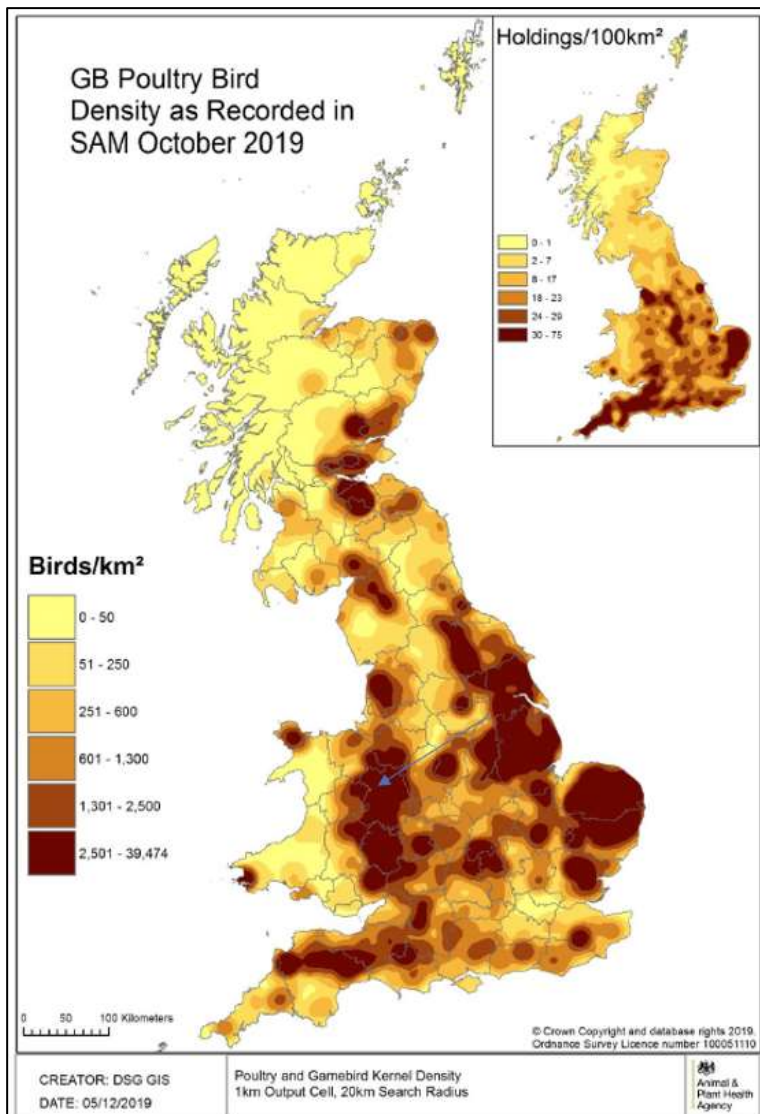 GB Poultry Bird
Density as Recorded in
SAM October 2019
Holdings/100km²
0 - 1
2 - 7
8 - 17
18 - 23
24 - 29
30 - 75
Birds/km²
0 - 50
51 - 250
251 - 600
601 - 1,300
1,301 - 2,500
2,501 - 39,474
0 50 100 Kilometers
© Crown Copyright and database rights 2019.
Ordnance Survey Licence number 100051110
CREATOR: DSG GIS
DATE: 05/12/2019
Poultry and Gamebird Kernel Density
1km Output Cell, 20km Search Radius
Animal &
Plant Health
Agency